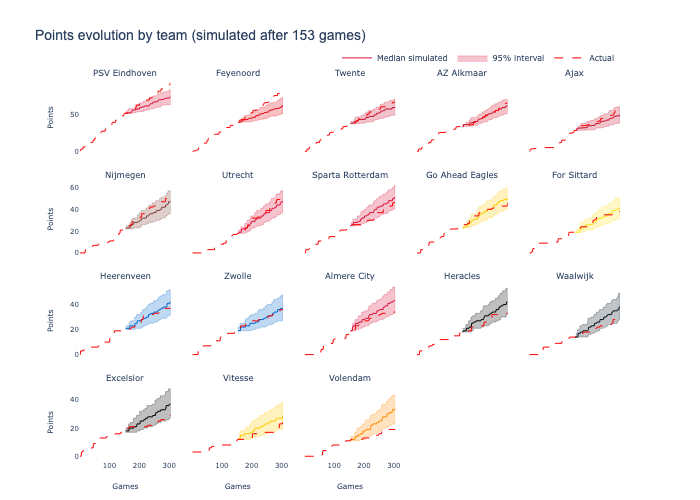 Points evolution by team (simulated after 153 games)
Median simulated 95% interval Actual
PSV Eindhoven Feyenoord Twente AZ Alkmaar Ajax
Points
50
0
Nijmegen Utrecht Sparta Rotterdam Go Ahead Eagles For Sittard
Points
60
40
20
0
Heerenveen Zwolle Almere City Heracles Waalwijk
Points
40
20
0
Excelsior Vitesse Volendam
Points
40
20
0
100 200 300 100 200 300 100 200 300
Games Games Games